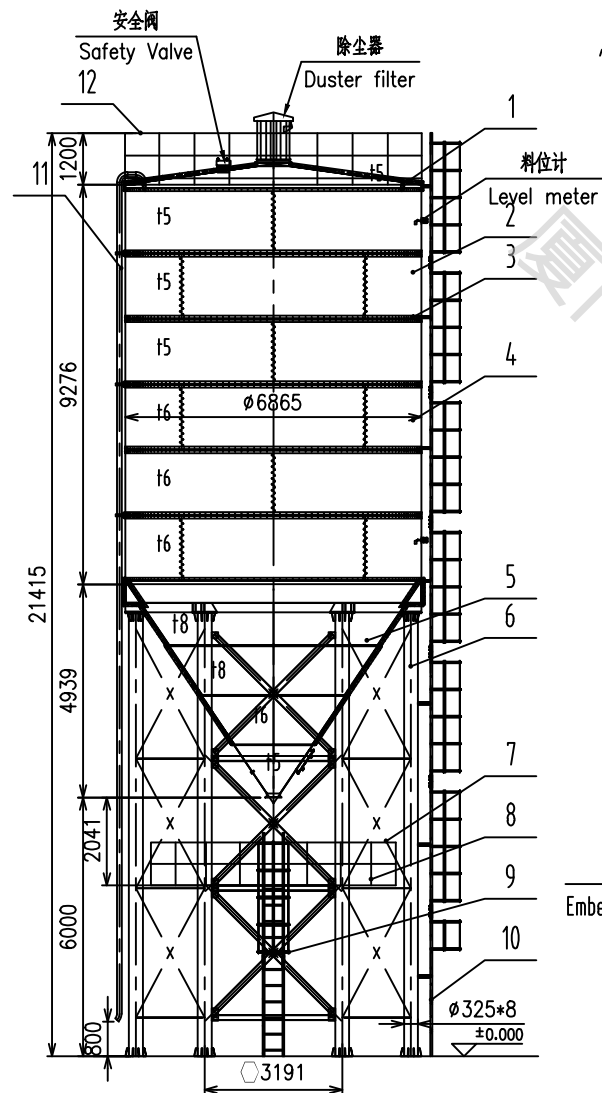 安全阀
Safety Valve
除尘器
Duster filter
12
1
1200
料位计
Level meter
t5
11
t5
2
厦
t5
3
t5
4
9276
ø6865
t6
t6
t6
21415
5
t8
6
t8
4939
t6
t5
7
2041
8
9
6000
Embe
10
ø325*8
±0.000
800
3191